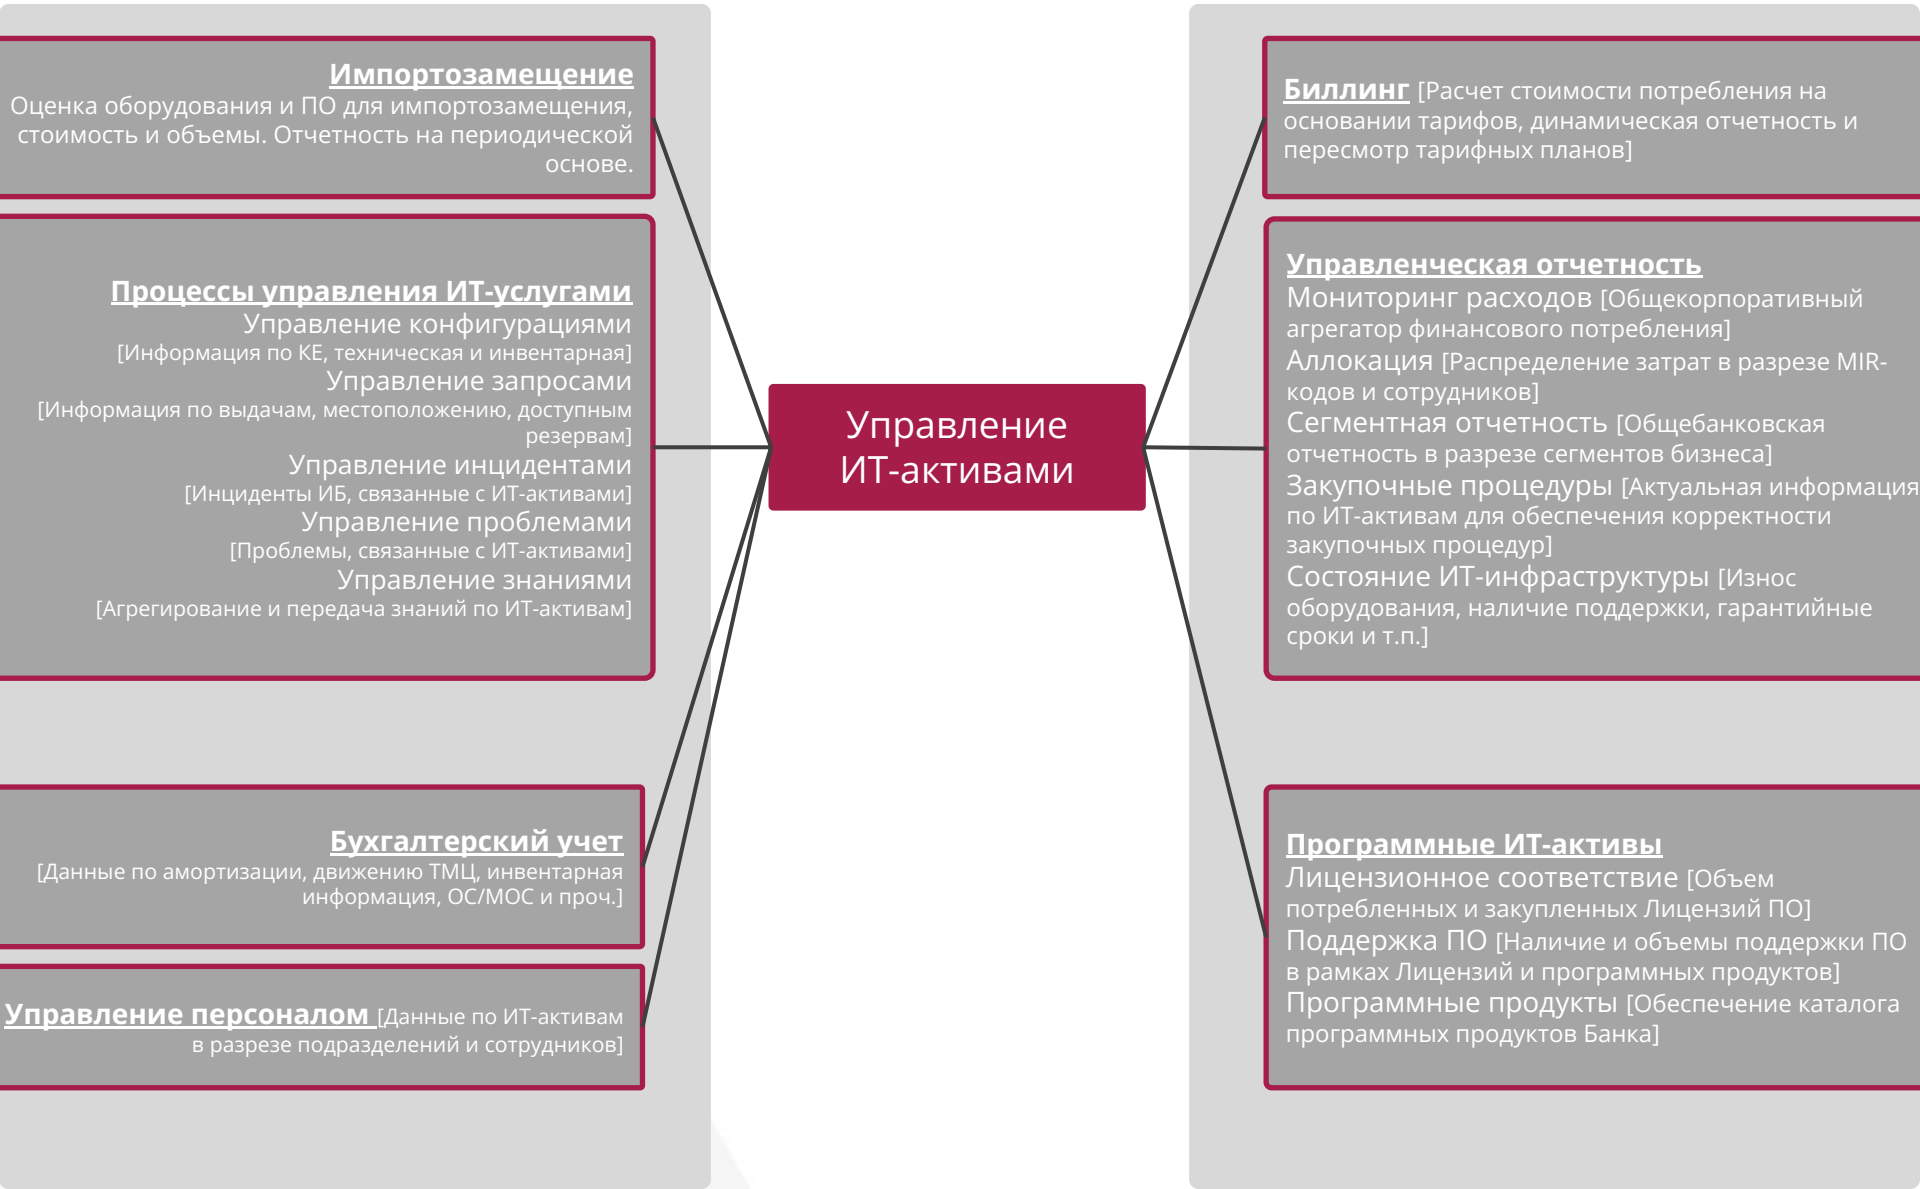 Импортозамещение
Оценка оборудования и ПО для импортозамещения,
стоимость и объемы. Отчетность на периодической
основе.
Процессы управления ИТ-услугами
Управление конфигурациями
[Информация по КЕ, техническая и инвентарная]
Управление запросами
[Информация по выдачам, местоположению, доступным
резервам]
Управление инцидентами
[Инциденты ИБ, связанные с ИТ-активами]
Управление проблемами
[Проблемы, связанные с ИТ-активами]
Управление знаниями
[Агрегирование и передача знаний по ИТ-активам]
Бухгалтерский учет
[Данные по амортизации, движению ТМЦ, инвентарная
информация, ОС/МОС и проч.]
Управление персоналом [Данные по ИТ-активам
в разрезе подразделений и сотрудников]
Управление
ИТ-активами
Биллинг [Расчет стоимости потребления на
основании тарифов, динамическая отчетность и
пересмотр тарифных планов]
Управленческая отчетность
Мониторинг расходов [Общекорпоративный
агрегатор финансового потребления]
Аллокация [Распределение затрат в разрезе MIR-
кодов и сотрудников]
Сегментная отчетность [Общебанковская
отчетность в разрезе сегментов бизнеса]
Закупочные процедуры [Актуальная информация
по ИТ-активам для обеспечения корректности
закупочных процедур]
Состояние ИТ-инфраструктуры [Износ
оборудования, наличие поддержки, гарантийные
сроки и т.п.]
Программные ИТ-активы
Лицензионное соответствие [Объем
потребленных и закупленных Лицензий ПО]
Поддержка ПО [Наличие и объемы поддержки ПО
в рамках Лицензий и программных продуктов]
Программные продукты [Обеспечение каталога
программных продуктов Банка]